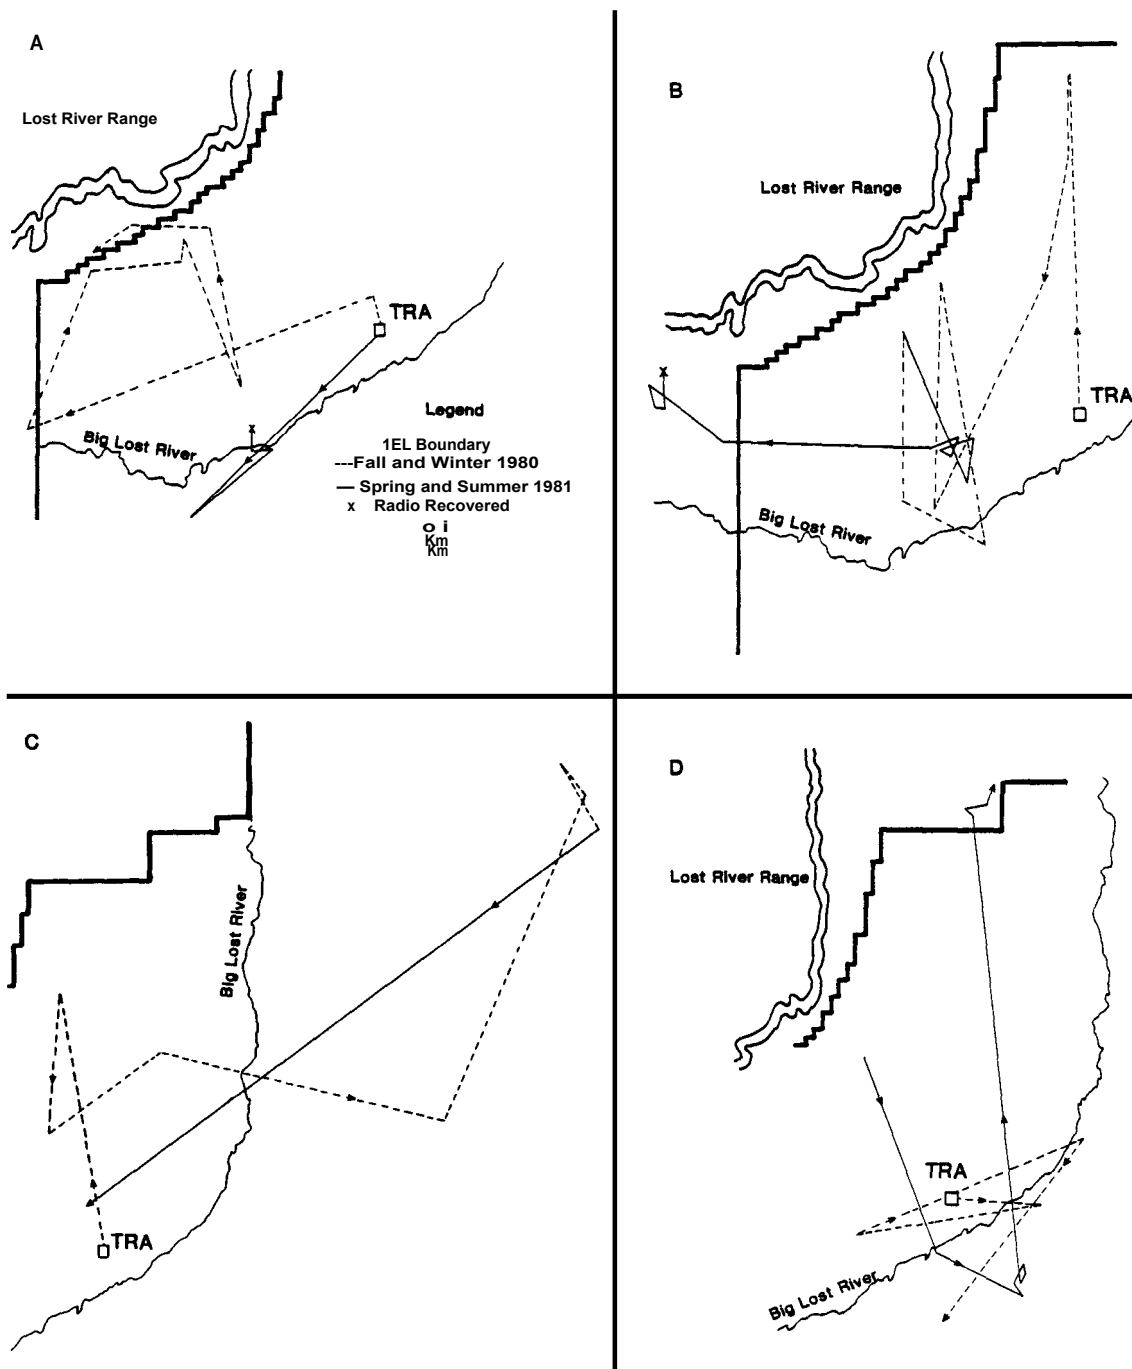 A
Lost River Range
TRA
Big Lost River
Legend
1EL Boundary
---Fall and Winter 1980
— Spring and Summer 1981
x Radio Recovered
o i
Km
Km
B
Lost River Range
TRA
Big Lost River
x
x
C
Big Lost River
TRA
D
Lost River Range
TRA
Big Lost River